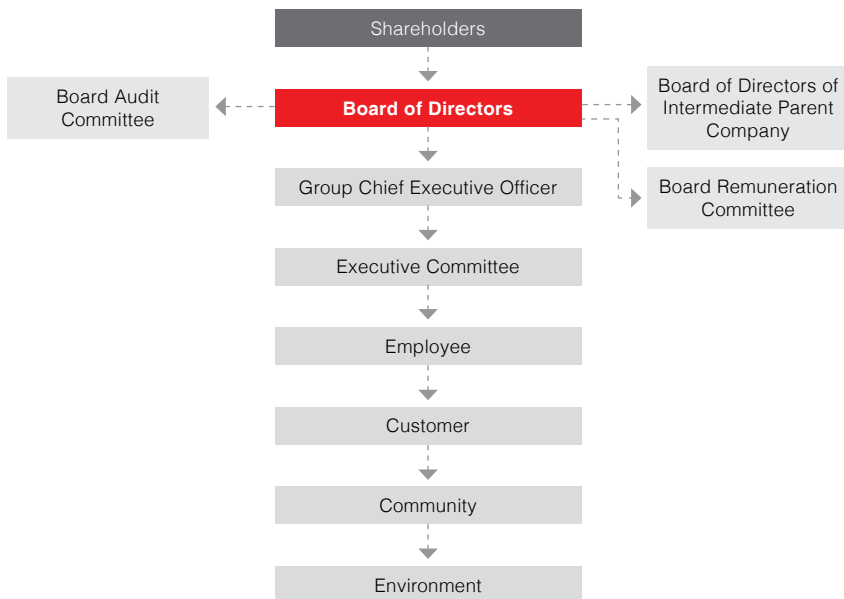 Shareholders
Board Audit
Committee
Board of Directors
Board of Directors of
Intermediate Parent
Company
Group Chief Executive Officer
Board Remuneration
Committee
Executive Committee
Employee
Customer
Community
Environment